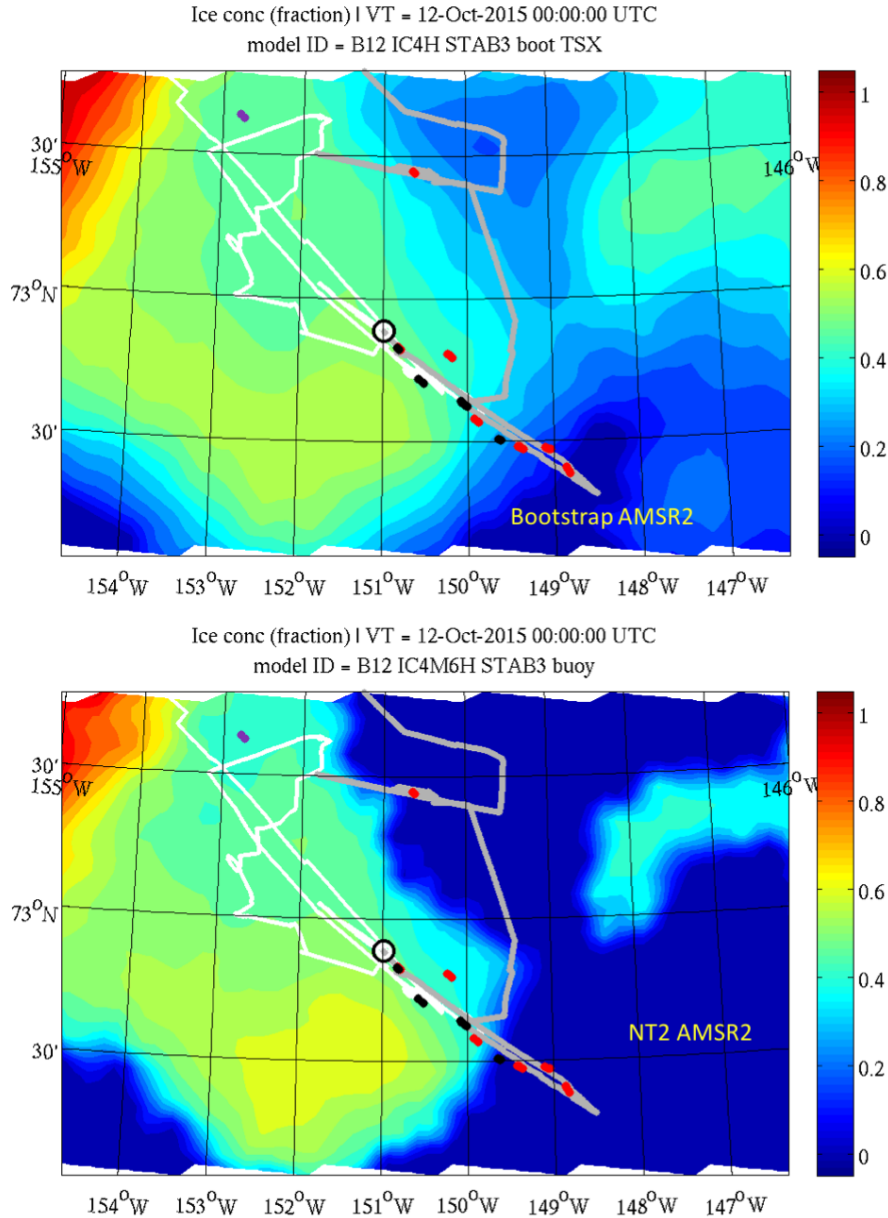 Ice conc (fraction) | VT = 12-Oct-2015 00:00:00 UTC
model ID = B12 IC4H STAB3 boot TSX
30'
155°W
146°W
73°N
30'
Bootstrap AMSR2
154°W 153°W 152°W 151°W 150°W 149°W 148°W 147°W
1
0.8
0.6
0.4
0.2
0
Ice conc (fraction) | VT = 12-Oct-2015 00:00:00 UTC
model ID = B12 IC4M6H STAB3 buoy
30'
155°W
146°W
73°N
30'
NT2 AMSR2
154°W 153°W 152°W 151°W 150°W 149°W 148°W 147°W
1
0.8
0.6
0.4
0.2
0